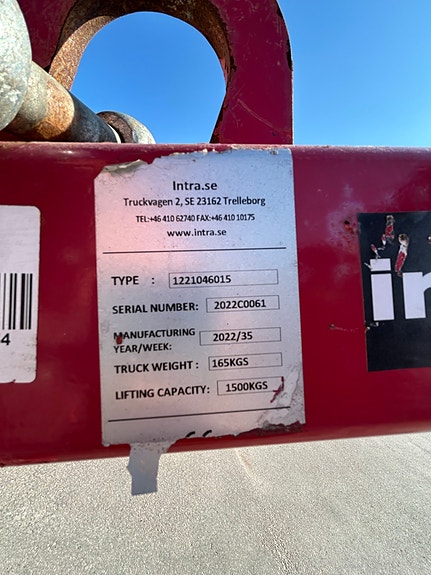 Intra.se
Truckvagen 2, SE 23162 Trelleborg
TEL:+46 410 62740 FAX:+46 410 10175
www.intra.se
TYPE : 1221046015
SERIAL NUMBER: 2022C0061
MANUFACTURING
YEAR/WEEK: 2022/35
TRUCK WEIGHT : 165KGS
LIFTING CAPACITY: 1500KGS
4
in